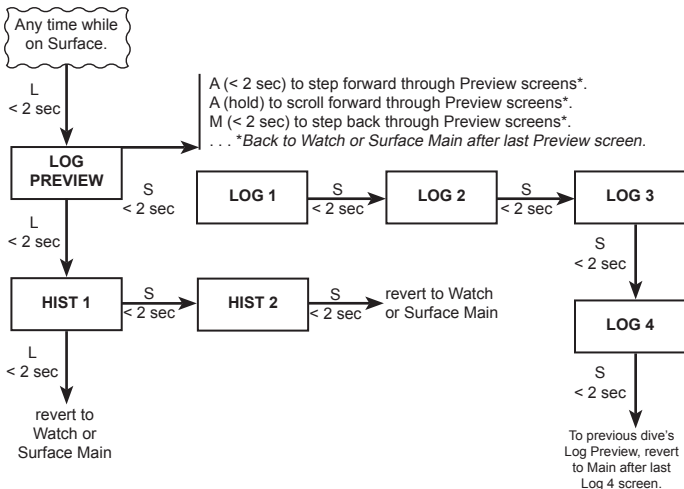 Any time while
on Surface.
L
< 2 sec
A (< 2 sec) to step forward through Preview screens*.
A (hold) to scroll forward through Preview screens*.
M (< 2 sec) to step back through Preview screens*.
. . . *Back to Watch or Surface Main after last Preview screen.
LOG
PREVIEW
S
< 2 sec
LOG 1
S
< 2 sec
LOG 2
S
< 2 sec
LOG 3
L
< 2 sec
S
< 2 sec
HIST 1
S
< 2 sec
HIST 2
S
< 2 sec
revert to Watch
or Surface Main
LOG 4
L
< 2 sec
S
< 2 sec
revert to
Watch or
Surface Main
To previous dive's
Log Preview, revert
to Main after last
Log 4 screen.